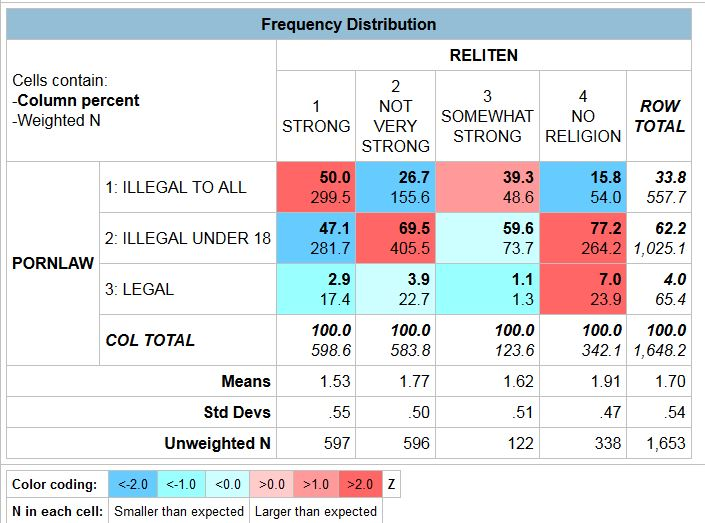 Frequency Distribution
Cells contain:
-Column percent
-Weighted N
RELITEN
1
STRONG
2
NOT
VERY
STRONG
3
SOMEWHAT
STRONG
4
NO
RELIGION
ROW
TOTAL
PORNLAW
1: ILLEGAL TO ALL
50.0 26.7 39.3 15.8 33.8
299.5 155.6 48.6 54.0 557.7
2: ILLEGAL UNDER 18
47.1 69.5 59.6 77.2 62.2
281.7 405.5 73.7 264.2 1,025.1
3: LEGAL
2.9 3.9 1.1 7.0 4.0
17.4 22.7 1.3 23.9 65.4
COL TOTAL
100.0 100.0 100.0 100.0 100.0
598.6 583.8 123.6 342.1 1,648.2
Means 1.53 1.77 1.62 1.91 1.70
Std Devs .55 .50 .51 .47 .54
Unweighted N 597 596 122 338 1,653
Color coding: <-2.0 <-1.0 <0.0 >0.0 >1.0 >2.0 Z
N in each cell: Smaller than expected Larger than expected